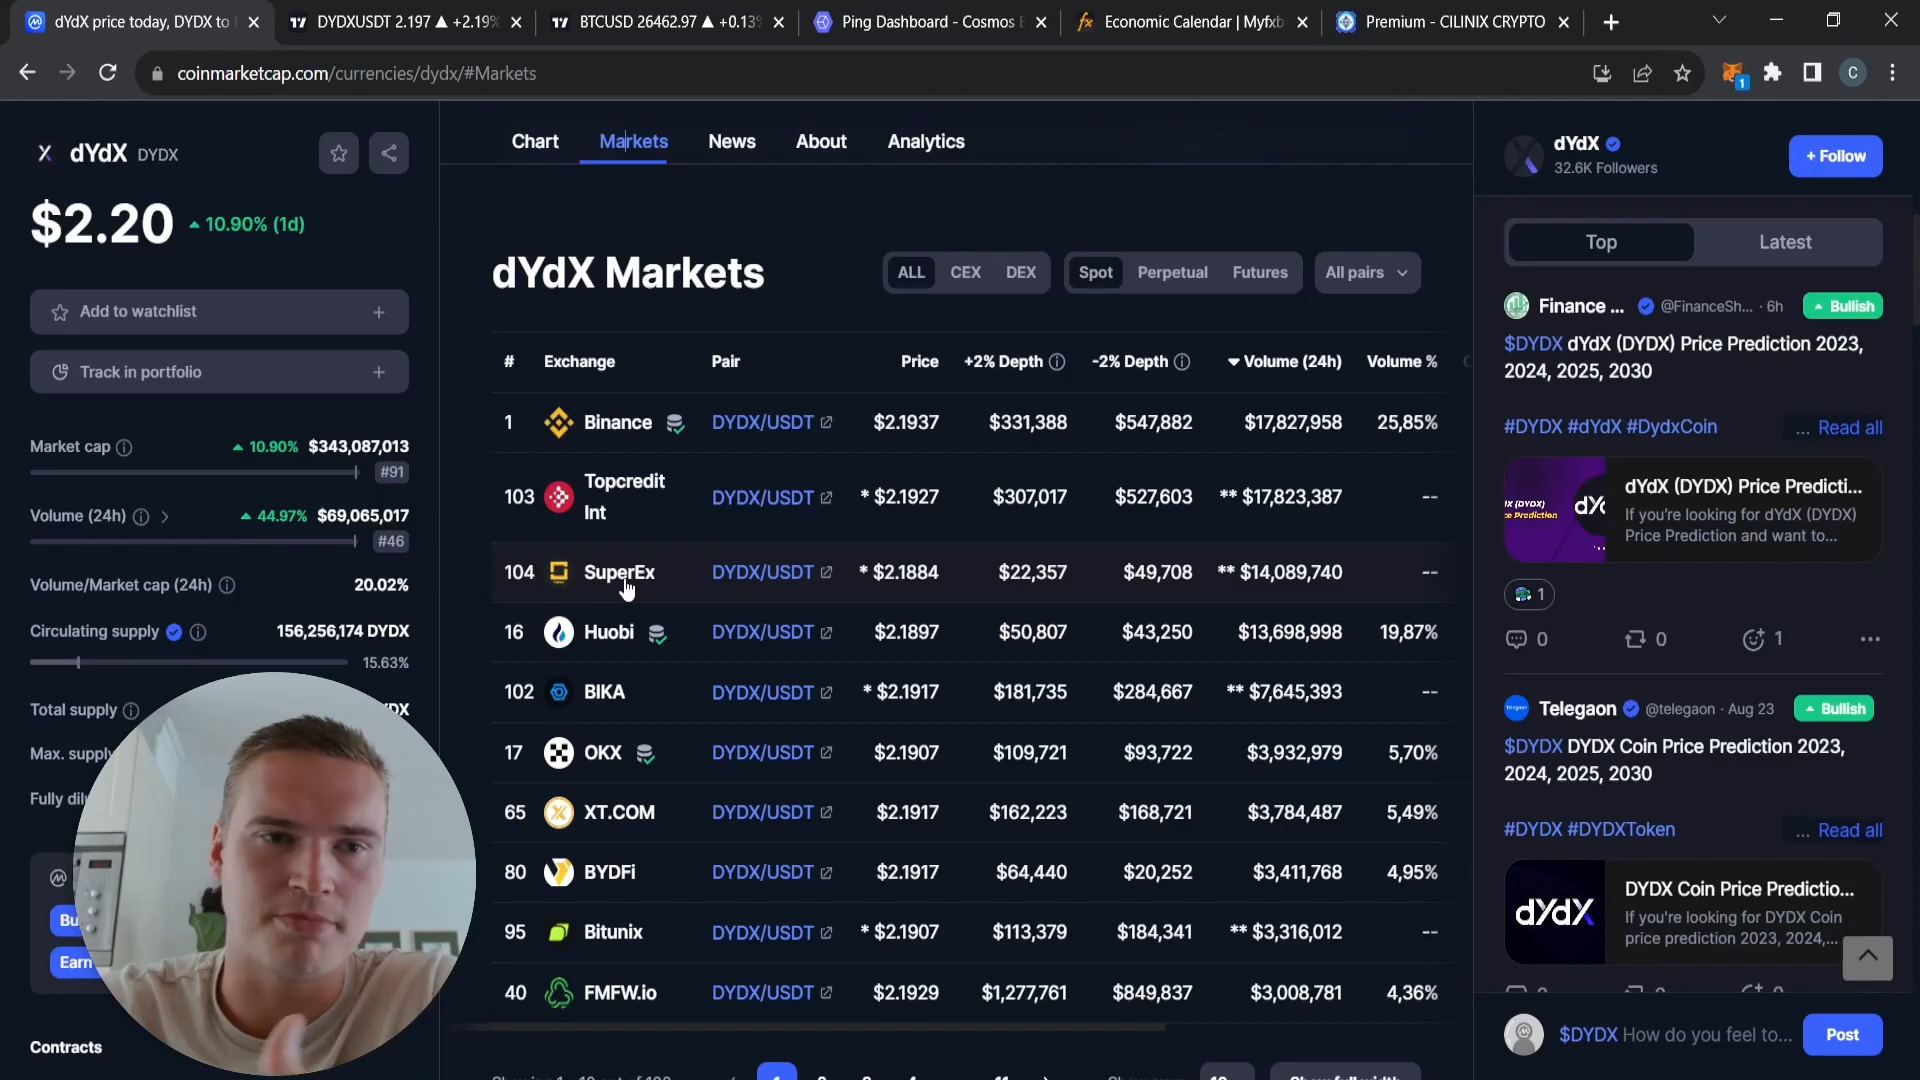 dYdX price today, DYDX to
DYDXUSDT 2.197 ▲ +2.19%
BTCUSD 26462.97 ▲ +0.13%
Ping Dashboard - Cosmos
Economic Calendar | Myfxb
Premium - CILINIX CRYPTO
coinmarketcap.com/currencies/dydx/#Markets
1
C
dYdX DYDX
$2.20 10.90% (1d)
Add to watchlist
Track in portfolio
Market cap 10.90% $343,087,013
#91
Volume (24h) 44.97% $69,065,017
#46
Volume/Market cap (24h) 20.02%
Circulating supply 156,256,174 DYDX
15.63%
Total supply DYDX
Max. supply
Fully dil
Bu
Earn
Contracts
Chart Markets News About Analytics
dYdX Markets
ALL CEX DEX
Spot Perpetual Futures
All pairs
# Exchange Pair Price +2% Depth -2% Depth Volume (24h) Volume %
1 Binance DYDX/USDT $2.1937 $331,388 $547,882 $17,827,958 25,85%
103 Topcredit Int DYDX/USDT * $2.1927 $307,017 $527,603 ** $17,823,387 --
104 SuperEx DYDX/USDT * $2.1884 $22,357 $49,708 ** $14,089,740 --
16 Huobi DYDX/USDT $2.1897 $50,807 $43,250 $13,698,998 19,87%
102 BIKA DYDX/USDT * $2.1917 $181,735 $284,667 ** $7,645,393 --
17 OKX DYDX/USDT $2.1907 $109,721 $93,722 $3,932,979 5,70%
65 XT.COM DYDX/USDT $2.1917 $162,223 $168,721 $3,784,487 5,49%
80 BYDFi DYDX/USDT $2.1917 $64,440 $20,252 $3,411,768 4,95%
95 Bitunix DYDX/USDT * $2.1907 $113,379 $184,341 ** $3,316,012 --
40 FMFW.io DYDX/USDT $2.1929 $1,277,761 $849,837 $3,008,781 4,36%
dYdX
32.6K Followers
+ Follow
Top Latest
Finance ... @FinanceSh... · 6h Bullish
$DYDX dYdX (DYDX) Price Prediction 2023,
2024, 2025, 2030
#DYDX #dYdX #DydxCoin ... Read all
dYdX (DYDX) Price Predicti...
If you're looking for dYdX (DYDX)
Price Prediction and want to...
1
0 0 1
Telegaon @telegaon · Aug 23 Bullish
$DYDX DYDX Coin Price Prediction 2023,
2024, 2025, 2030
#DYDX #DYDXToken ... Read all
dYdX
DYDX Coin Price Predictio...
If you're looking for DYDX Coin
price prediction 2023, 2024,...
$DYDX How do you feel to...
Post